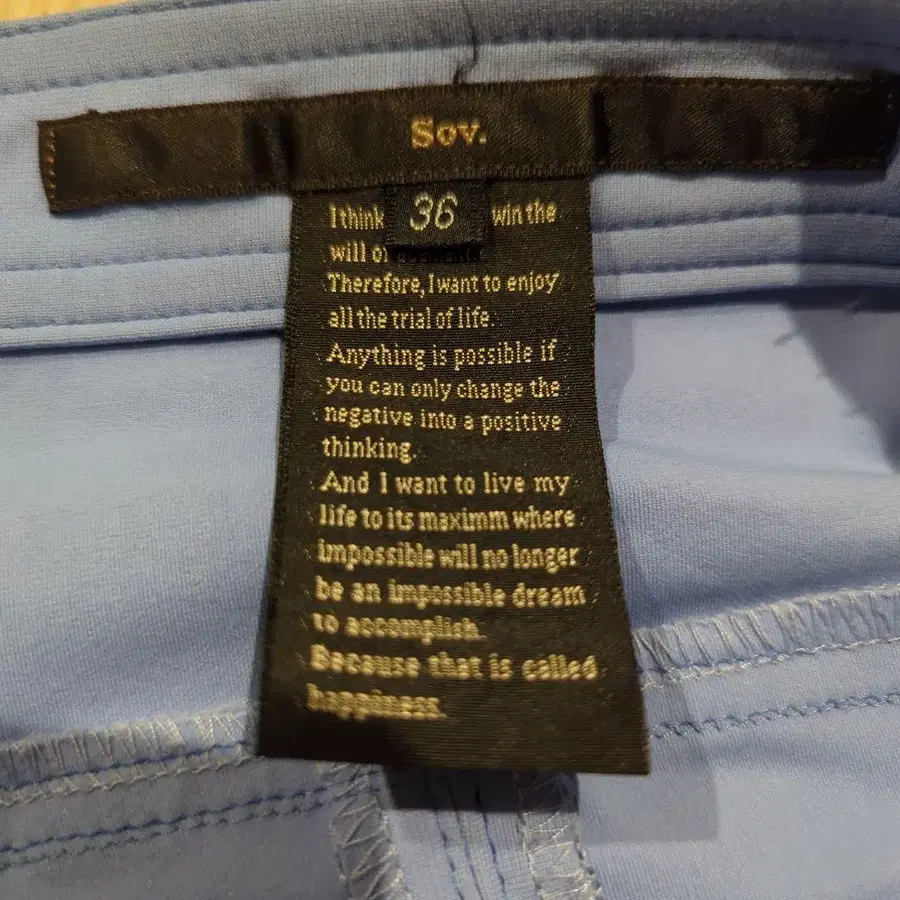 Sov.
36
I think win the
will of
Therefore, I want to enjoy
all the trial of life.
Anything is possible if
you can only change the
negative into a positive
thinking.
And I want to live my
life to its maximm where
impossible will no longer
be an impossible dream
to accomplish.
Because that is called
happiness.